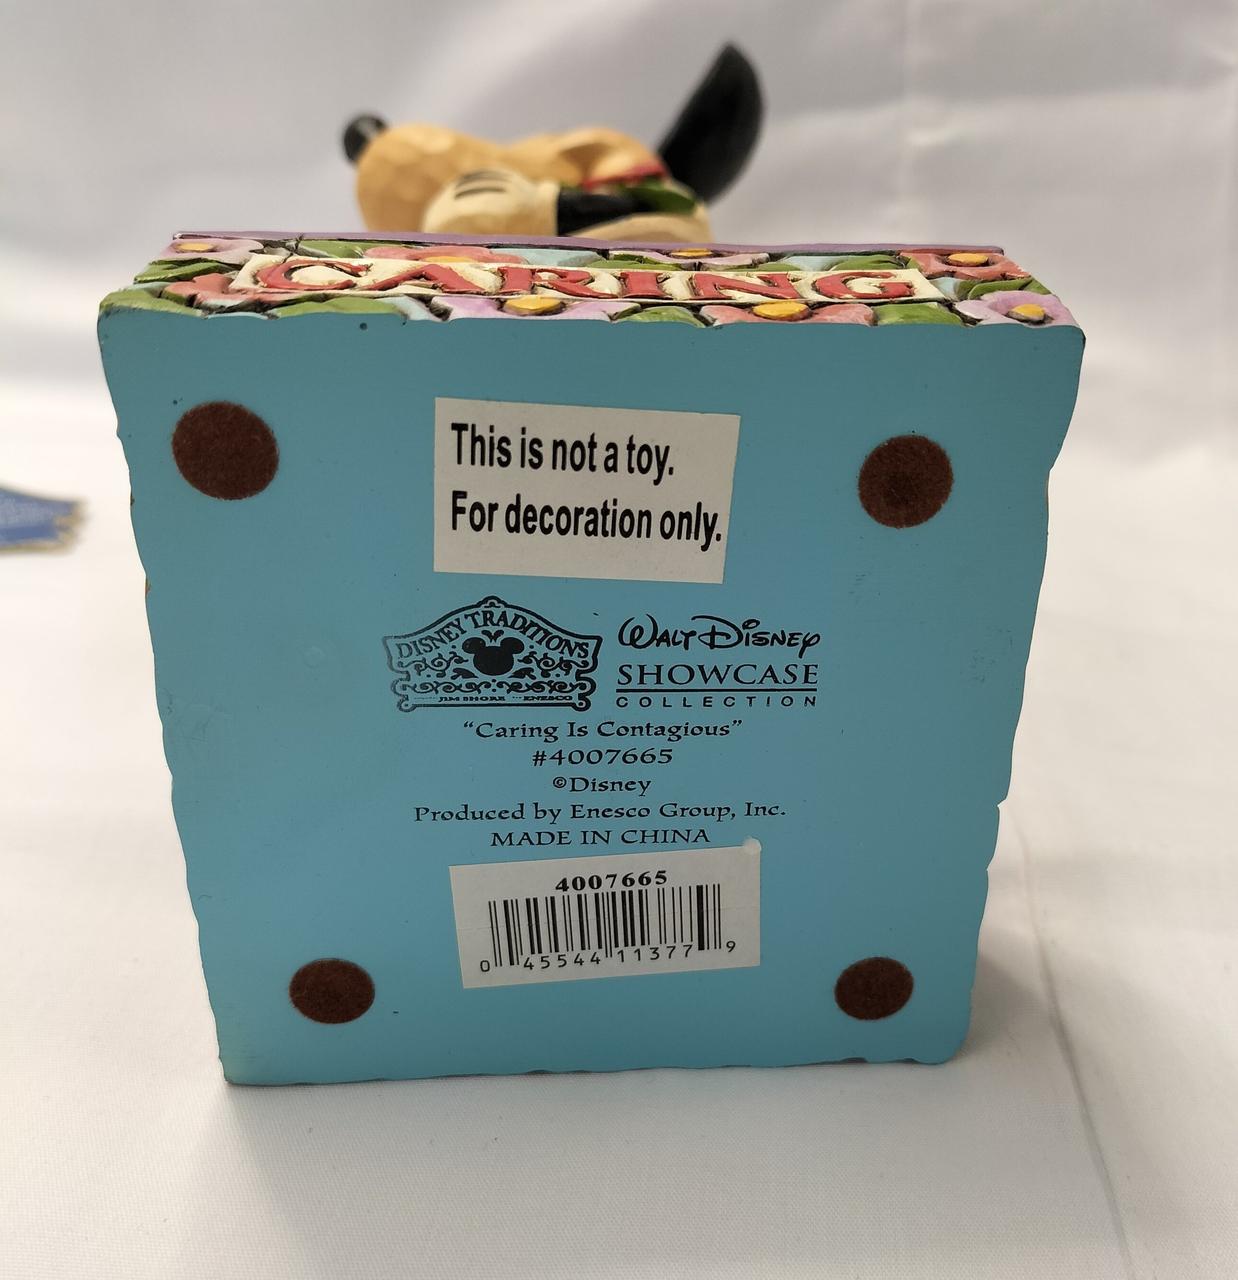 CARING
This is not a toy.
For decoration only.
DISNEY TRADITIONS
JIM SHORE ENESCO
WALT DISNEY
SHOWCASE
COLLECTION
“Caring Is Contagious”
#4007665
©Disney
Produced by Enesco Group, Inc.
MADE IN CHINA
4007665
0 45544 11377 9